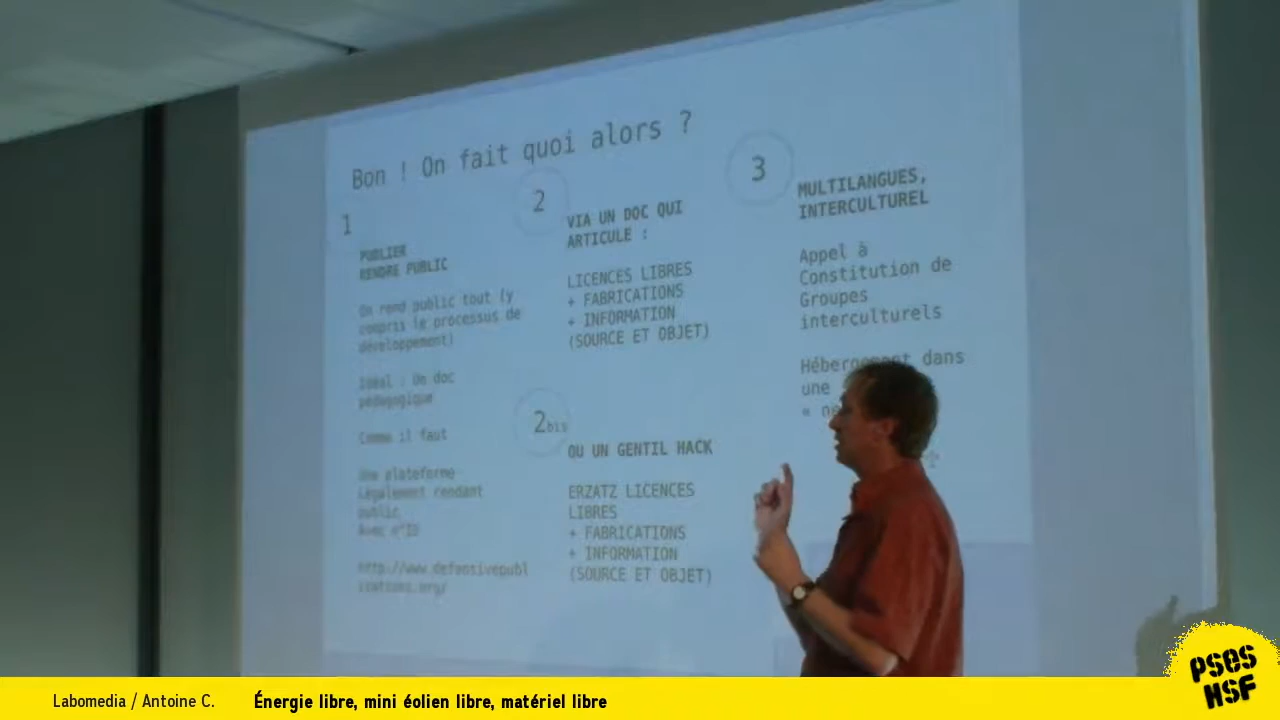 Bon ! On fait quoi alors ?
1
PUBLIER
RENDRE PUBLIC
On rend public tout (y
compris le processus de
développement)
Idéal : Un doc
pédagogique
Comme il faut
Une plateforme
Légalement rendant
public
Avec n°ID
http://www.defensivepubl
ications.org/
2
VIA UN DOC QUI
ARTICULE :
LICENCES LIBRES
+ FABRICATIONS
+ INFORMATION
(SOURCE ET OBJET)
2bis
OU UN GENTIL HACK
ERZATZ LICENCES
LIBRES
+ FABRICATIONS
+ INFORMATION
(SOURCE ET OBJET)
3
MULTILANGUES,
INTERCULTUREL
Appel à
Constitution de
Groupes
interculturels
Hébergement dans
une
«
Labomedia / Antoine C.
Énergie libre, mini éolien libre, matériel libre
PSES
HSF